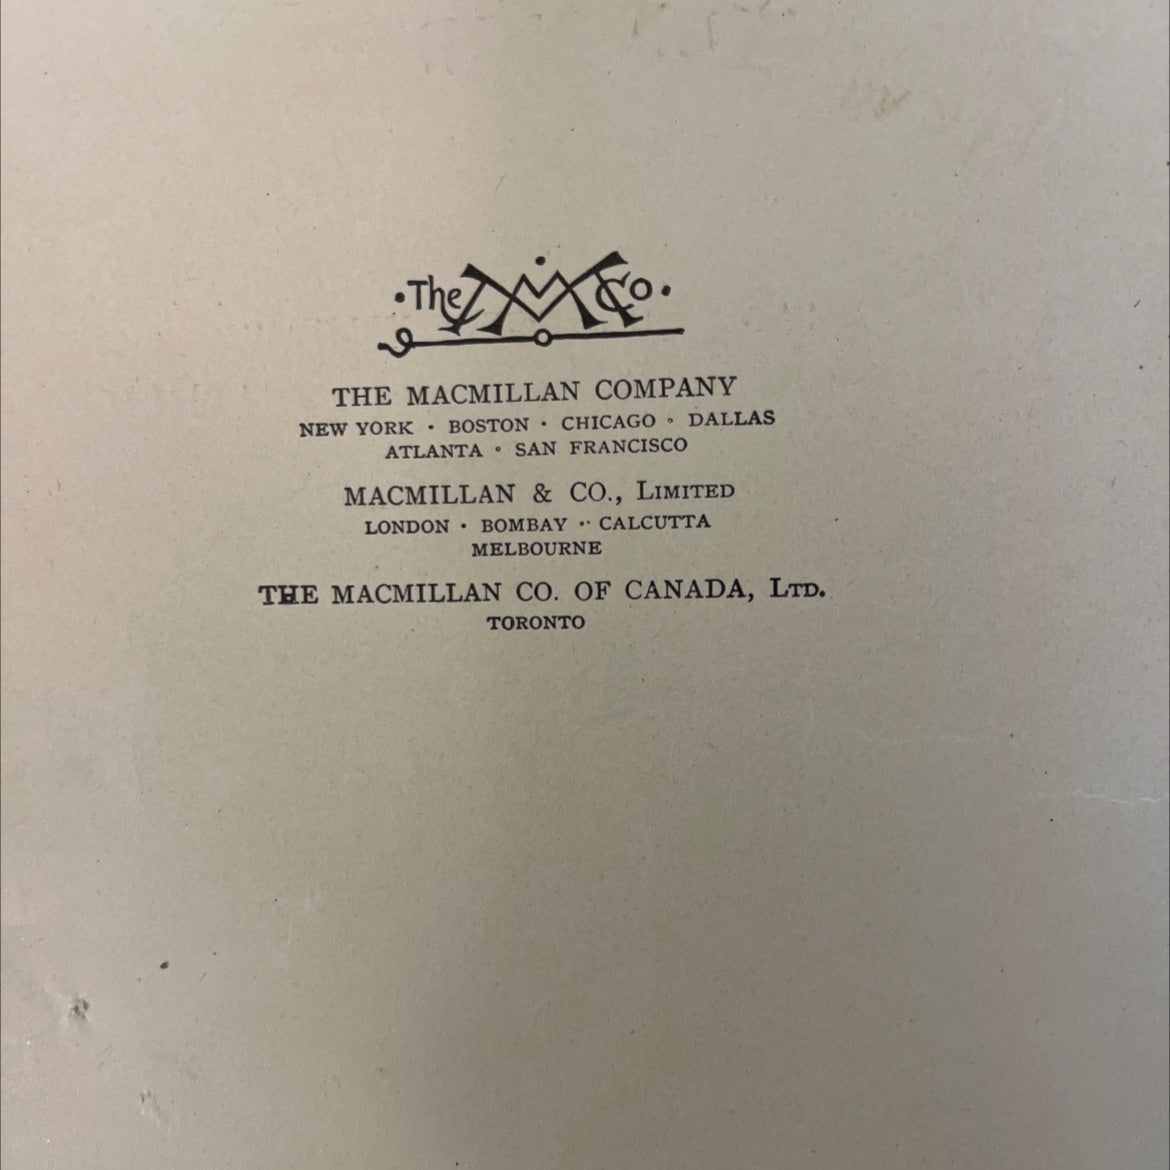 ·The M Co.·
THE MACMILLAN COMPANY
NEW YORK · BOSTON · CHICAGO · DALLAS
ATLANTA · SAN FRANCISCO
MACMILLAN & CO., LIMITED
LONDON · BOMBAY · CALCUTTA
MELBOURNE
THE MACMILLAN CO. OF CANADA, LTD.
TORONTO